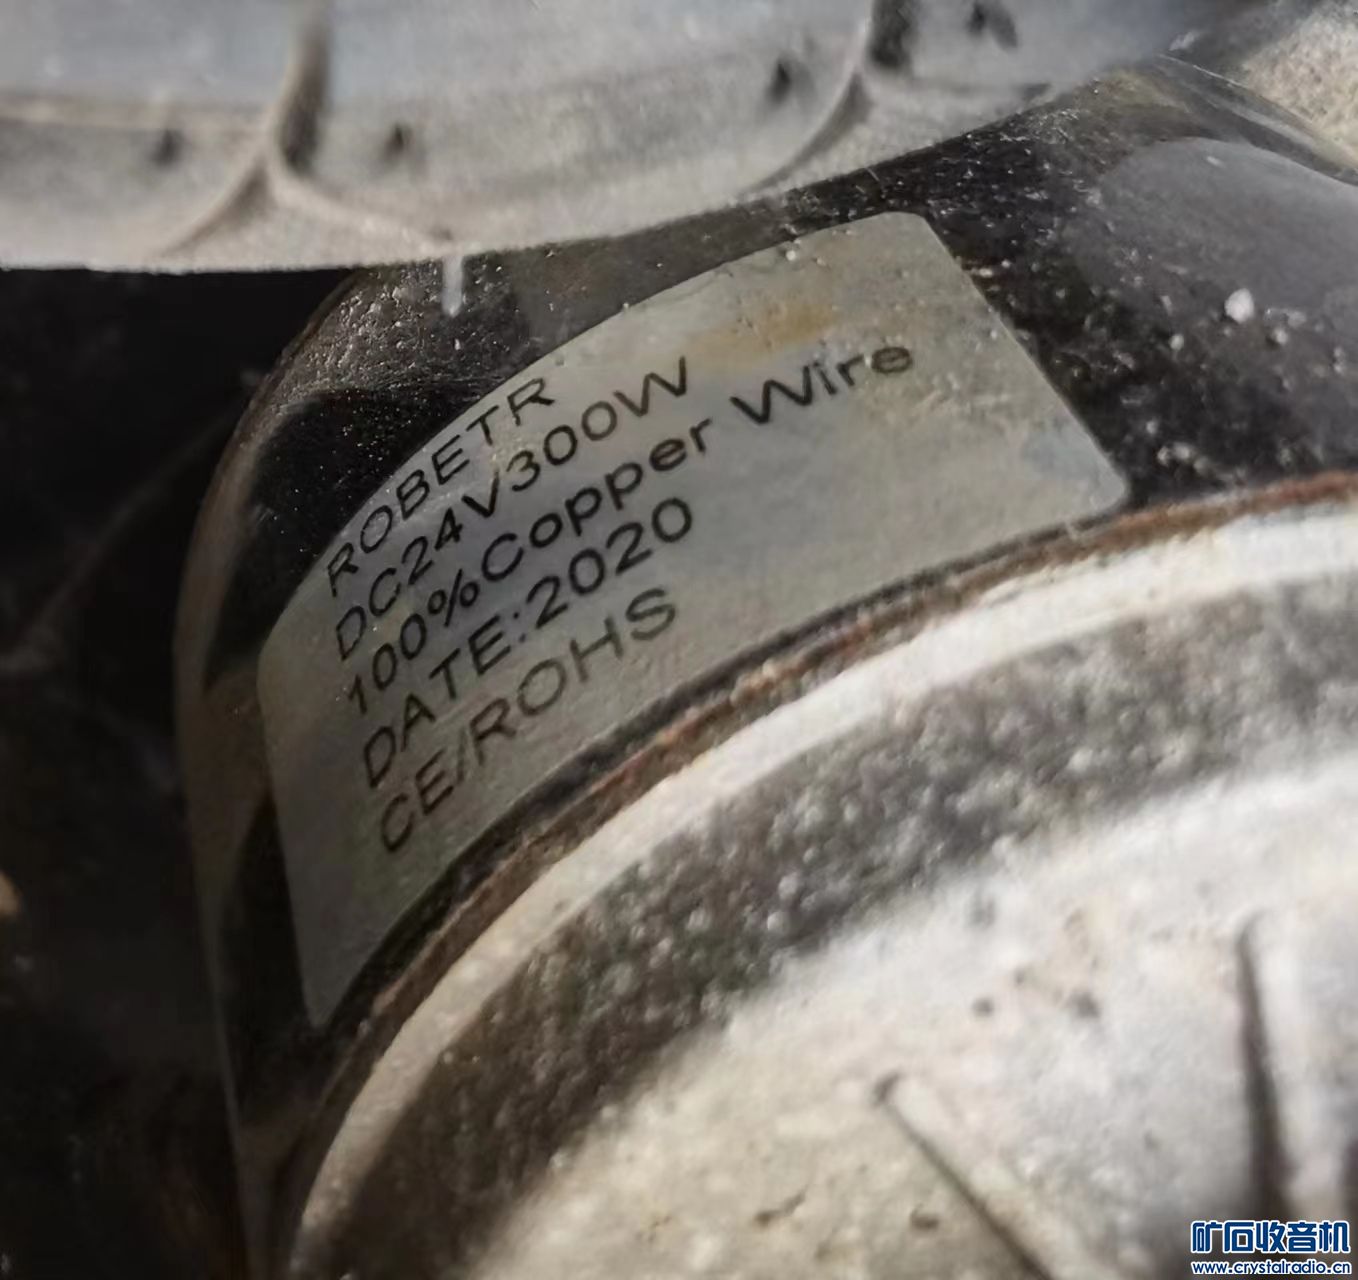 ROBETR
DC24V300W
100%Copper Wire
DATE:2020
CE/ROHS
矿石收音机
www.crystalradio.cn